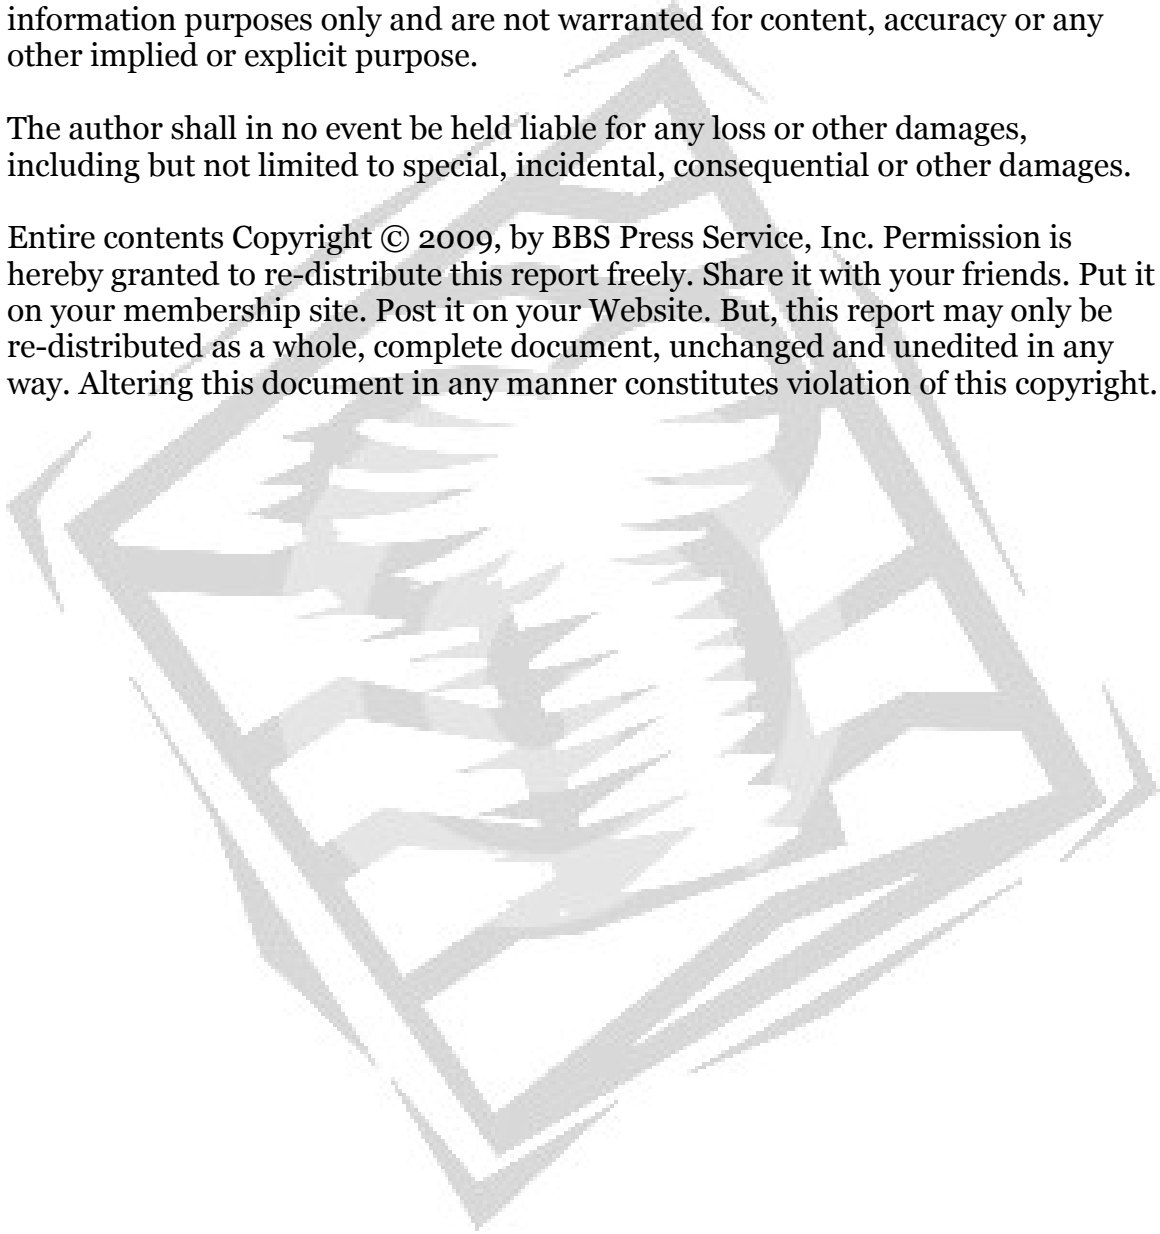 information purposes only and are not warranted for content, accuracy or any
other implied or explicit purpose.
The author shall in no event be held liable for any loss or other damages,
including but not limited to special, incidental, consequential or other damages.
Entire contents Copyright © 2009, by BBS Press Service, Inc. Permission is
hereby granted to re-distribute this report freely. Share it with your friends. Put it
on your membership site. Post it on your Website. But, this report may only be
re-distributed as a whole, complete document, unchanged and unedited in any
way. Altering this document in any manner constitutes violation of this copyright.